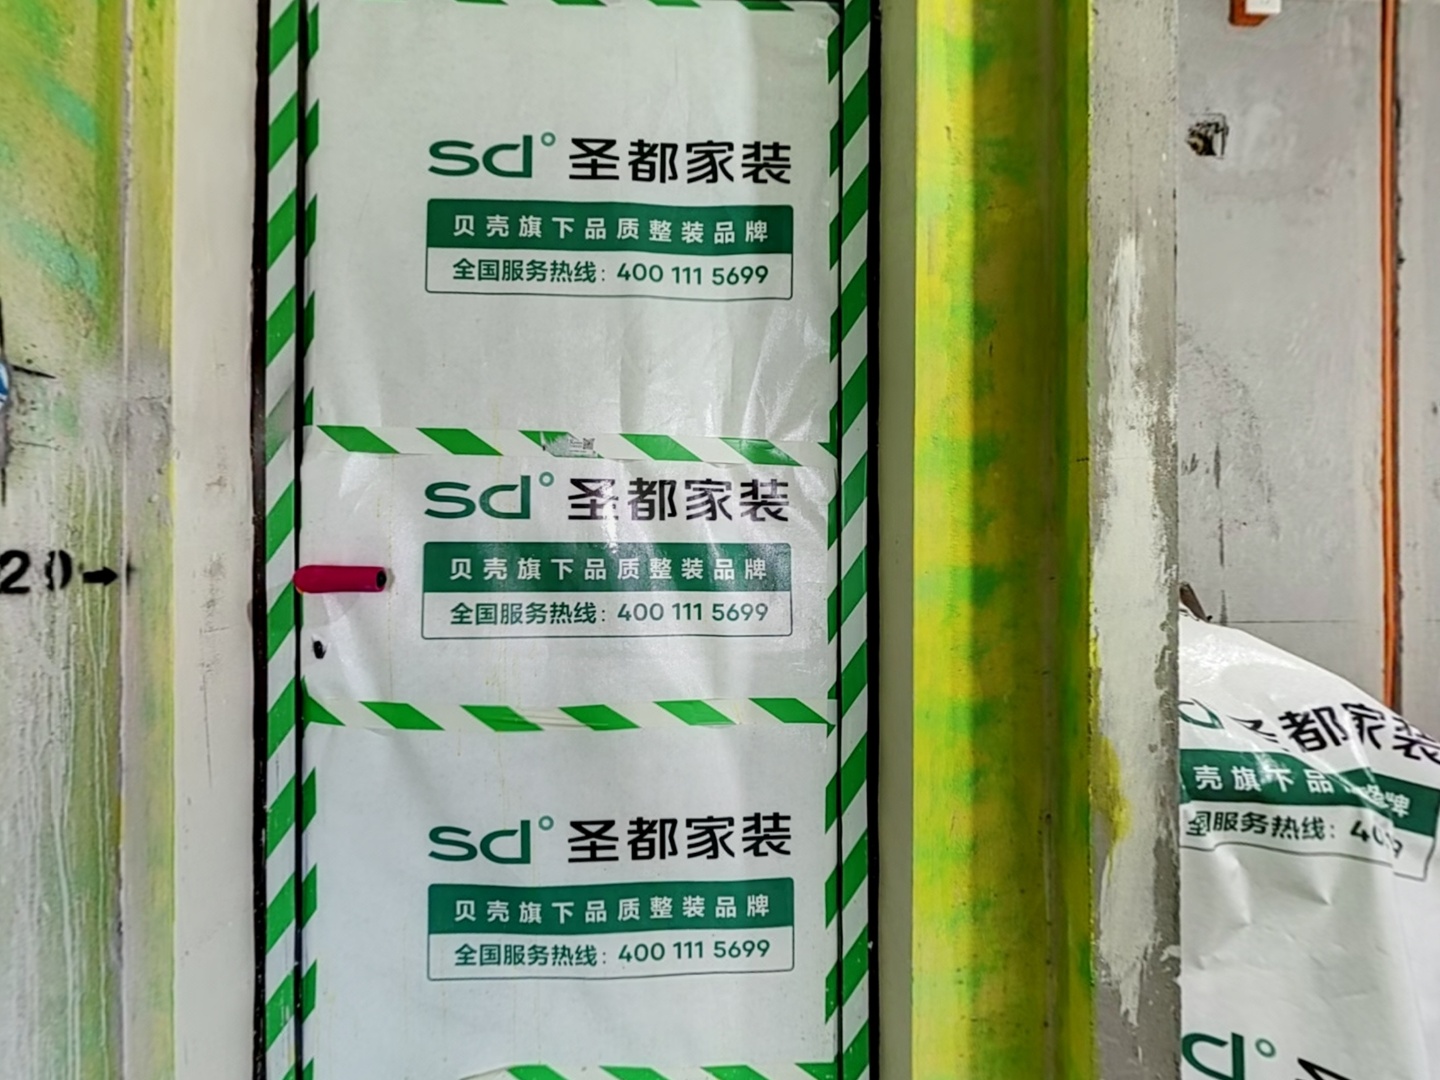 sd° 圣都家装
贝壳旗下品质整装品牌
全国服务热线：400 111 5699
sd° 圣都家装
贝壳旗下品质整装品牌
全国服务热线：400 111 5699
20→
sd° 圣都家装
贝壳旗下品质整装品牌
全国服务热线：400 111 5699
d 圣都家装
壳旗下品 牌
全国服务热线：40
d°